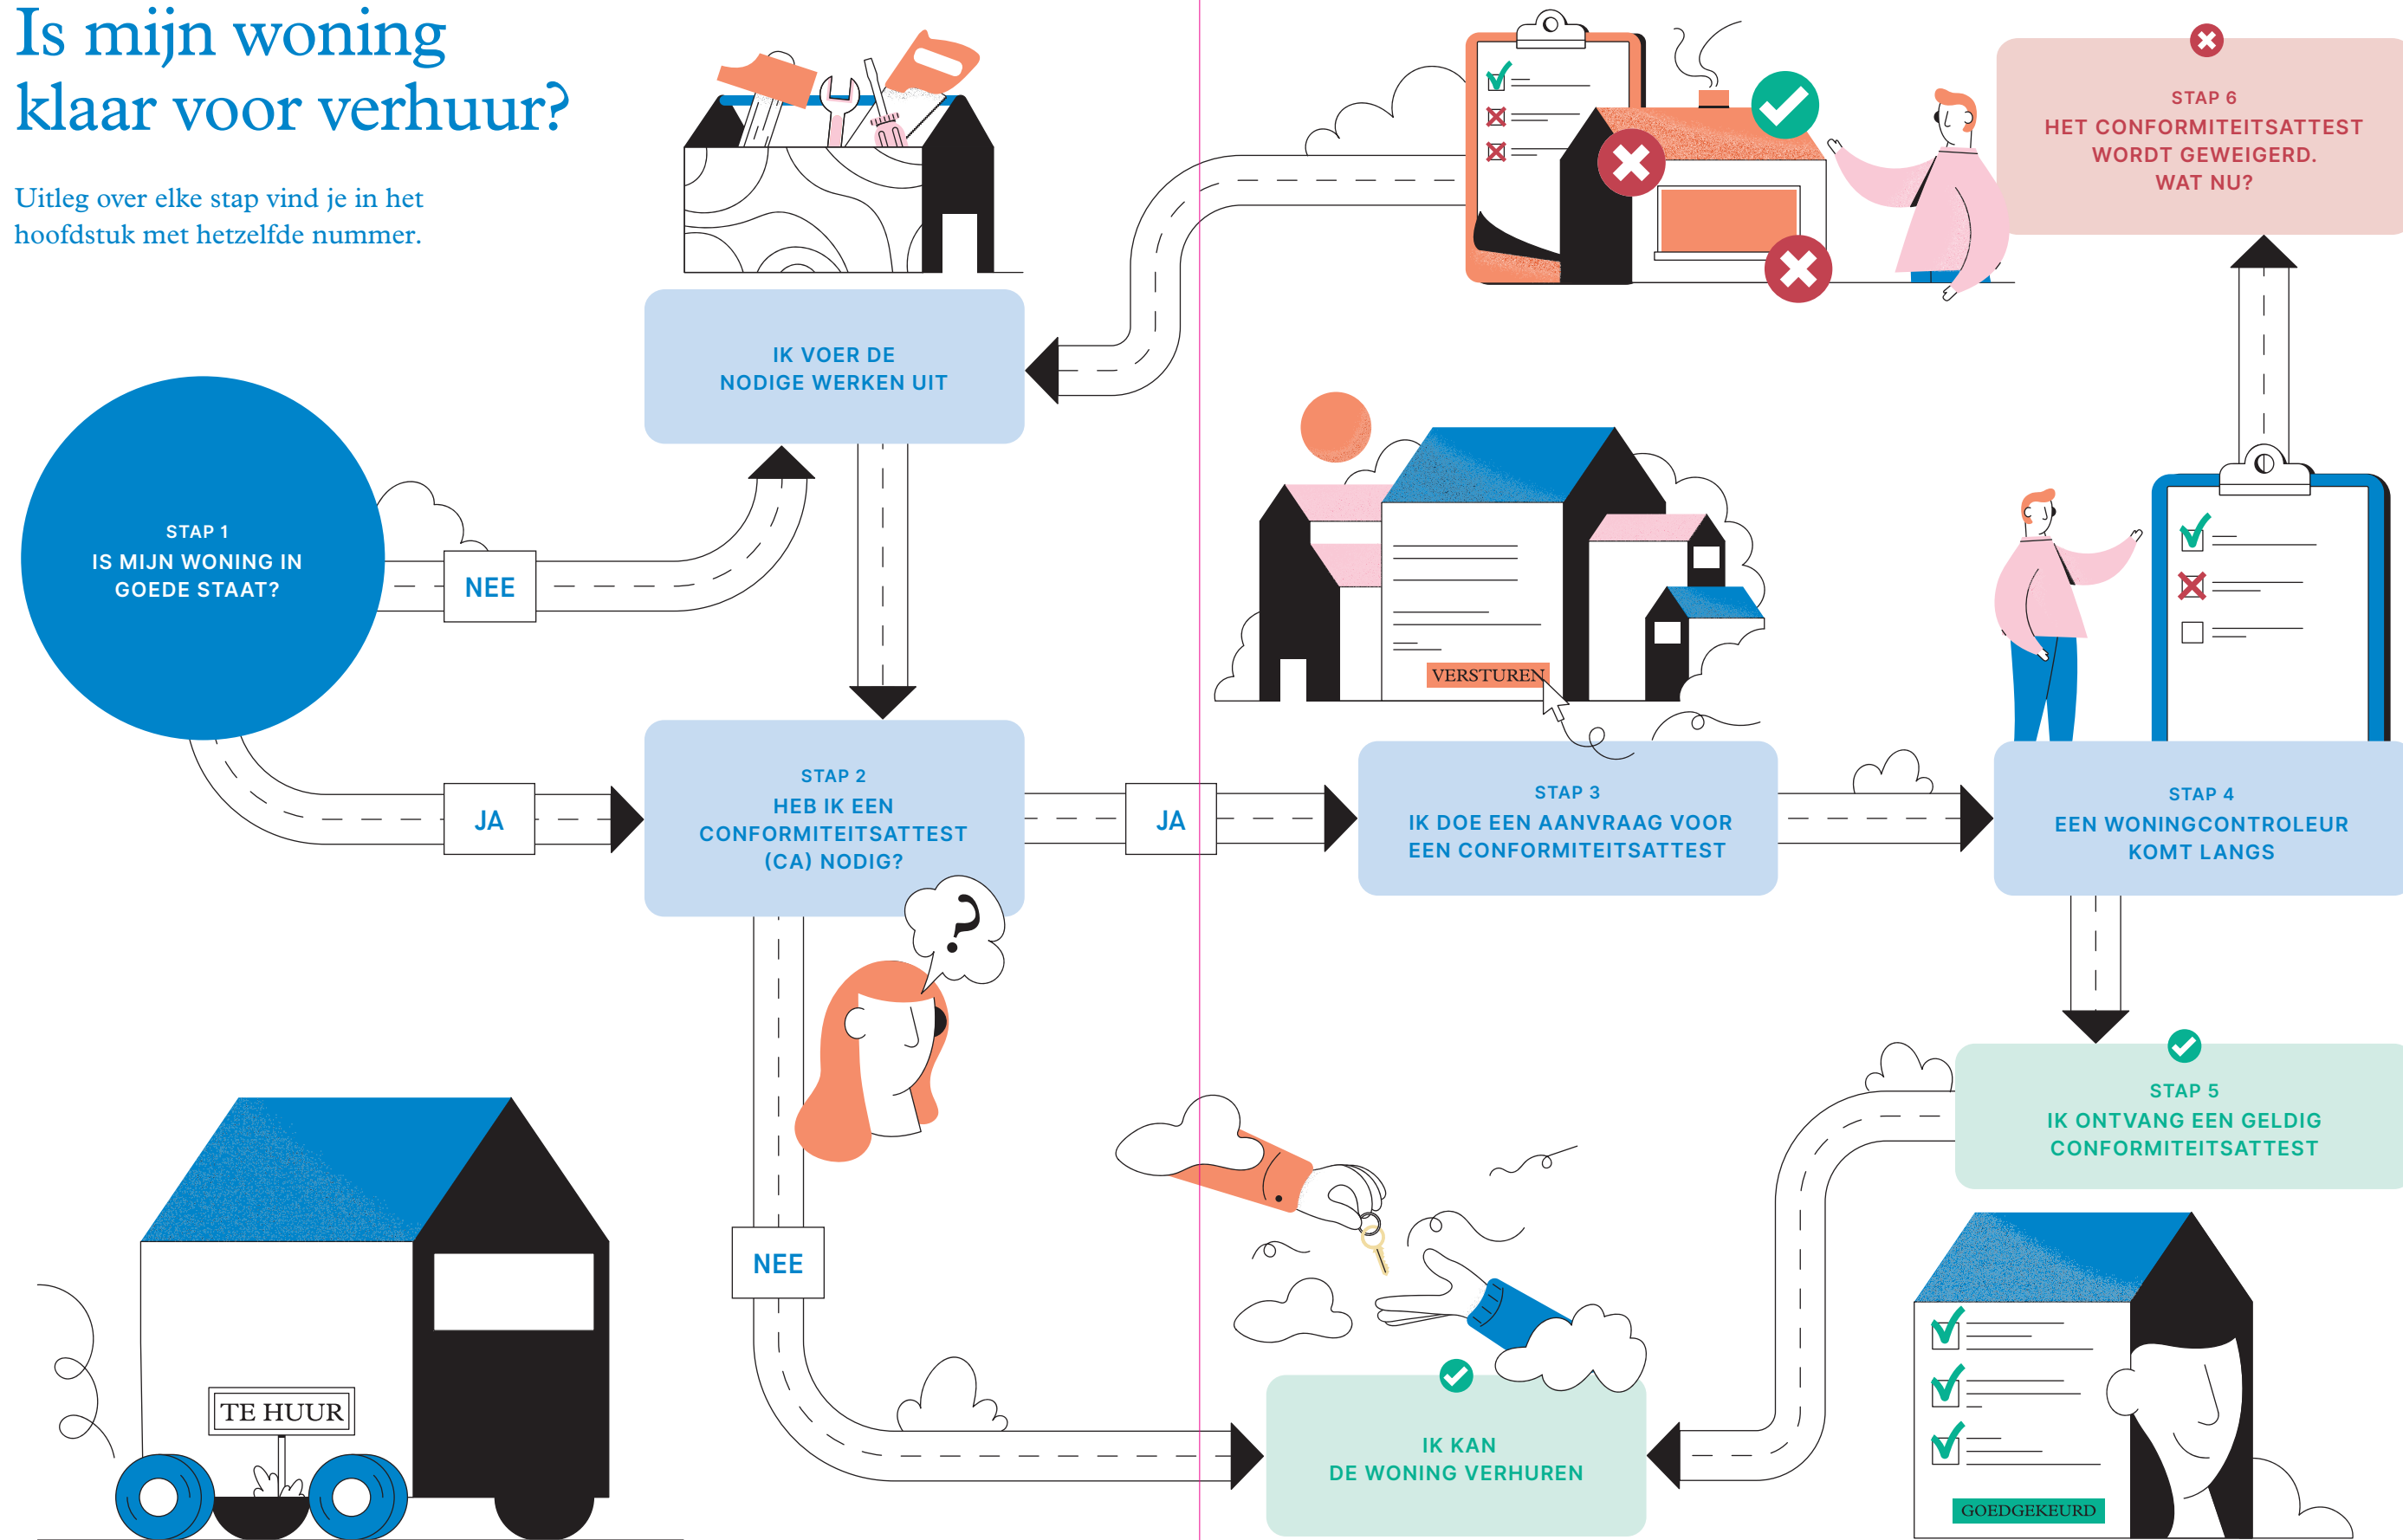 Is mijn woning
klaar voor verhuur?
Uitleg over elke stap vind je in het
hoofdstuk met hetzelfde nummer.
STAP 6
HET CONFORMITEITSATTEST
WORDT GEWEIGERD.
WAT NU?
IK VOER DE
NODIGE WERKEN UIT
STAP 1
IS MIJN WONING IN
GOEDE STAAT?
NEE
VERSTUREN
JA
STAP 2
HEB IK EEN
CONFORMITEITSATTEST
(CA) NODIG?
JA
STAP 3
IK DOE EEN AANVRAAG VOOR
EEN CONFORMITEITSATTEST
STAP 4
EEN WONINGCONTROLEUR
KOMT LANGS
?
STAP 5
IK ONTVANG EEN GELDIG
CONFORMITEITSATTEST
NEE
TE HUUR
IK KAN
DE WONING VERHUREN
GOEDGEKEURD